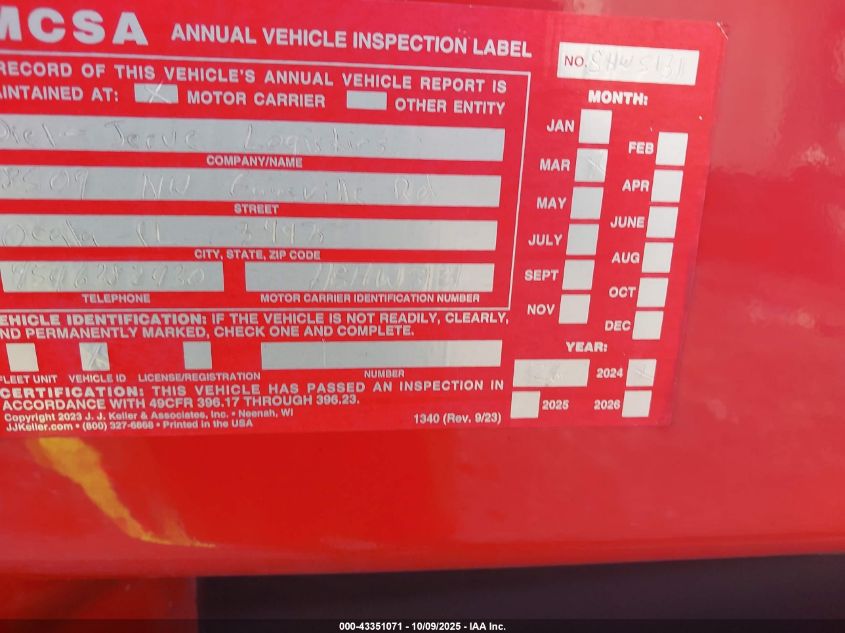 MCSA ANNUAL VEHICLE INSPECTION LABEL
NO.
RECORD OF THIS VEHICLE'S ANNUAL VEHICLE REPORT IS
AINTAINED AT: X MOTOR CARRIER OTHER ENTITY
Logistics
COMPANY/NAME
NW Rd
STREET
Ocala
CITY, STATE, ZIP CODE
TELEPHONE
MOTOR CARRIER IDENTIFICATION NUMBER
VEHICLE IDENTIFICATION: IF THE VEHICLE IS NOT READILY, CLEARLY,
ND PERMANENTLY MARKED, CHECK ONE AND COMPLETE.
X
FLEET UNIT VEHICLE ID LICENSE/REGISTRATION NUMBER
CERTIFICATION: THIS VEHICLE HAS PASSED AN INSPECTION IN
ACCORDANCE WITH 49CFR 396.17 THROUGH 396.23.
Copyright 2023 J. J. Keller & Associates, Inc. • Neenah, WI
JJKeller.com • (800) 327-6868 • Printed in the USA
1340 (Rev. 9/23)
MONTH:
JAN
FEB
MAR X
APR
MAY
JUNE
JULY
AUG
SEPT
OCT
NOV
DEC
YEAR:
2024 X
2025 2026
000-43351071 - 10/09/2025 - IAA Inc.